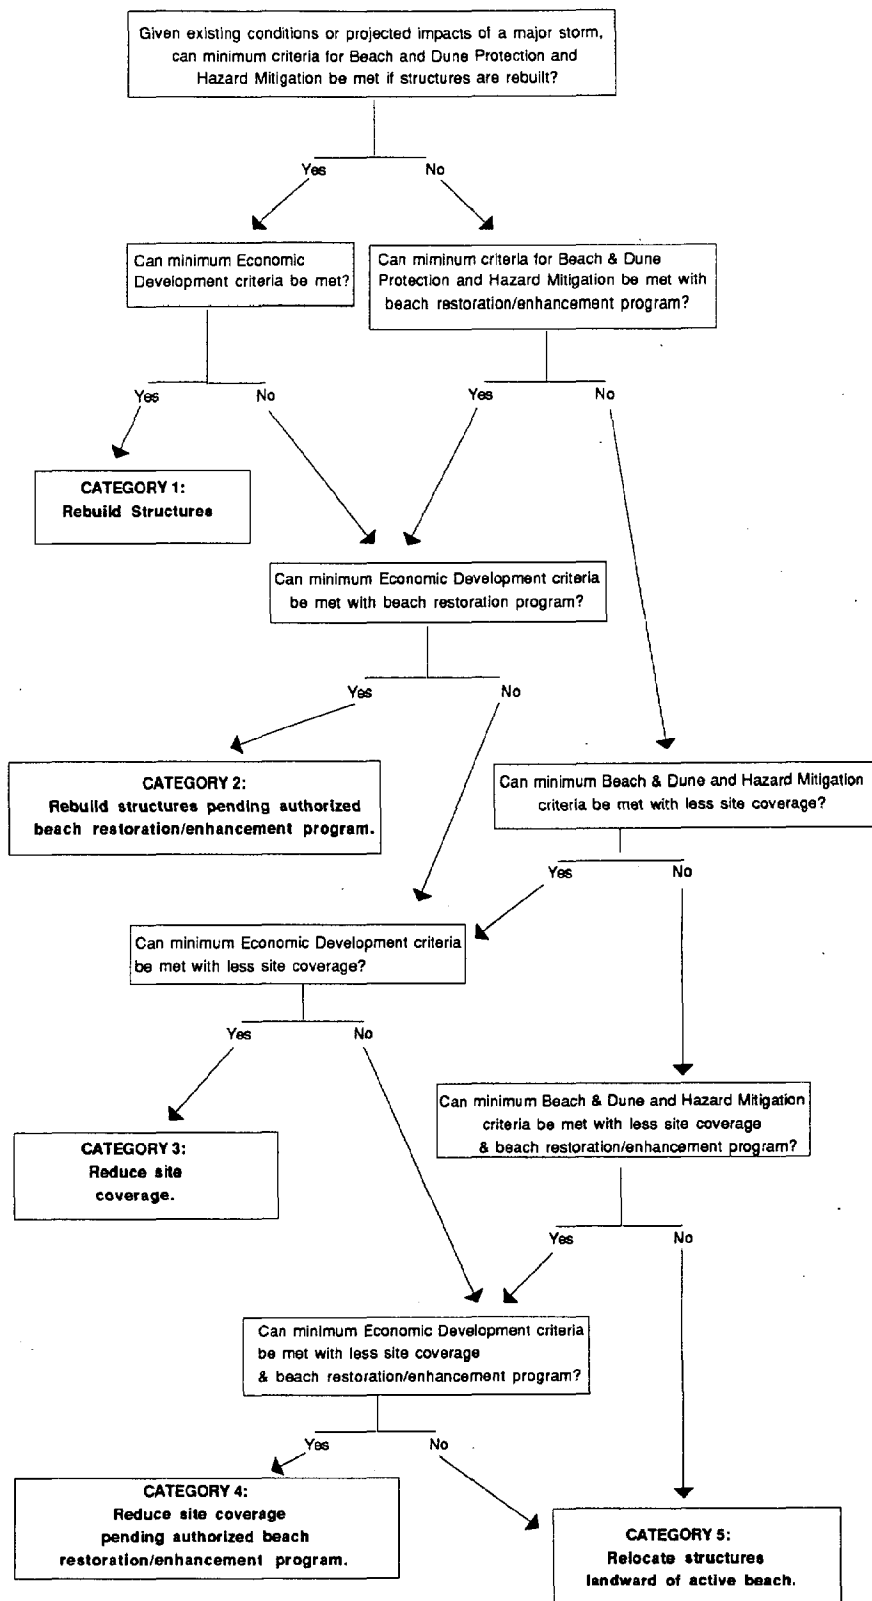 Given existing conditions or projected impacts of a major storm,
can minimum criteria for Beach and Dune Protection and
Hazard Mitigation be met if structures are rebuilt?
Yes
No
Can minimum Economic
Development criteria be met?
Can miminum criteria for Beach & Dune
Protection and Hazard Mitigation be met with
beach restoration/enhancement program?
Yes
No
Yes
No
CATEGORY 1:
Rebuild Structures
Can minimum Economic Development criteria
be met with beach restoration program?
Yes
No
CATEGORY 2:
Rebuild structures pending authorized
beach restoration/enhancement program.
Can minimum Beach & Dune and Hazard Mitigation
criteria be met with less site coverage?
Yes
No
Can minimum Economic Development criteria
be met with less site coverage?
Yes
No
Can minimum Beach & Dune and Hazard Mitigation
criteria be met with less site coverage
& beach restoration/enhancement program?
CATEGORY 3:
Reduce site
coverage.
Yes
No
Can minimum Economic Development criteria
be met with less site coverage
& beach restoration/enhancement program?
Yes
No
CATEGORY 4:
Reduce site coverage
pending authorized beach
restoration/enhancement program.
CATEGORY 5:
Relocate structures
landward of active beach.